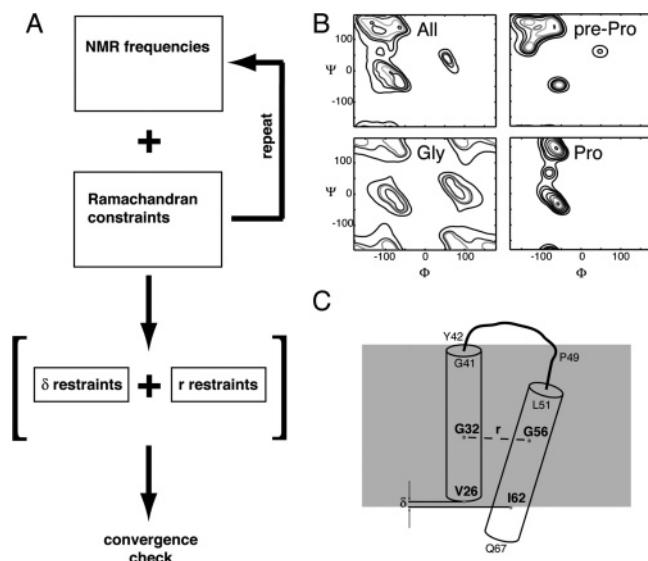 A
NMR frequencies
+
repeat
Ramachandran
constraints
[ δ restraints + r restraints ]
convergence
check
B
All
pre-Pro
Gly
Pro
Ψ
100
0
-100
Ψ
100
0
-100
-100 0 100
-100 0 100
Φ
Φ
C
Y42
G41
P49
L51
G32 r G56
V26
I62
δ
Q67